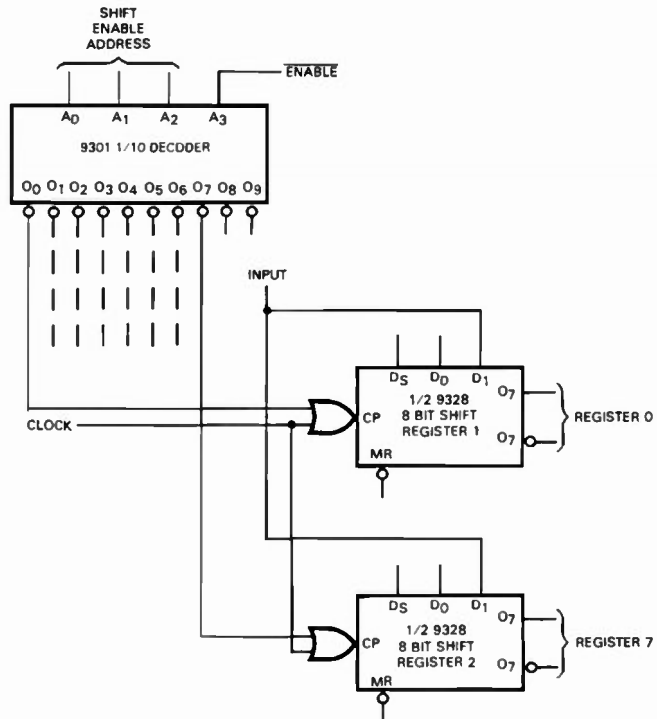 SHIFT
ENABLE
ADDRESS
ENABLE
A0 A1 A2 A3
9301 1/10 DECDDER
O0 O1 O2 O3 O4 O5 O6 O7 O8 O9
INPUT
DS D0 D1
1/2 9328
8 BIT SHIFT
REGISTER 1
CP
MR
O7
O7
REGISTER 0
CLOCK
DS D0 D1
1/2 9328
8 BIT SHIFT
REGISTER 2
CP
MR
O7
O7
REGISTER 7